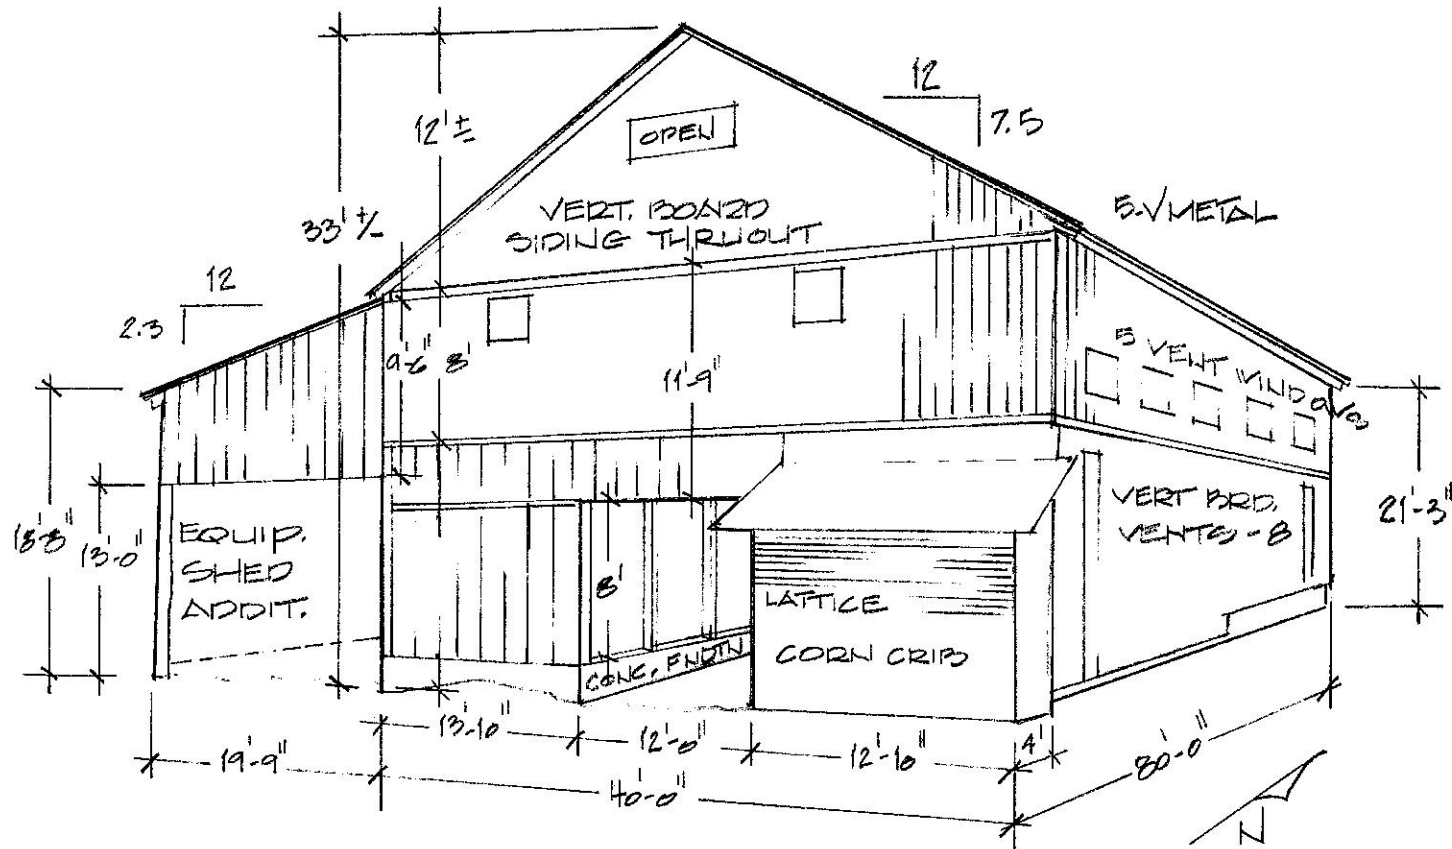 12
7.5
12'±
OPEN
5-V METAL
VERT. BOARD
SIDING THRUOUT
33' +/-
12
2.3
9'-6"
8'
11'-9"
5 VENT WINDOWS
VERT BRD.
VENTS - 8
21'-3"
18'-8"
13'-0"
EQUIP.
SHED
ADDIT.
8'
LATTICE
CORN CRIB
CONC. FNDTN
13'-10"
12'-0"
12'-10"
4'
19'-9"
40'-0"
80'-0"
N